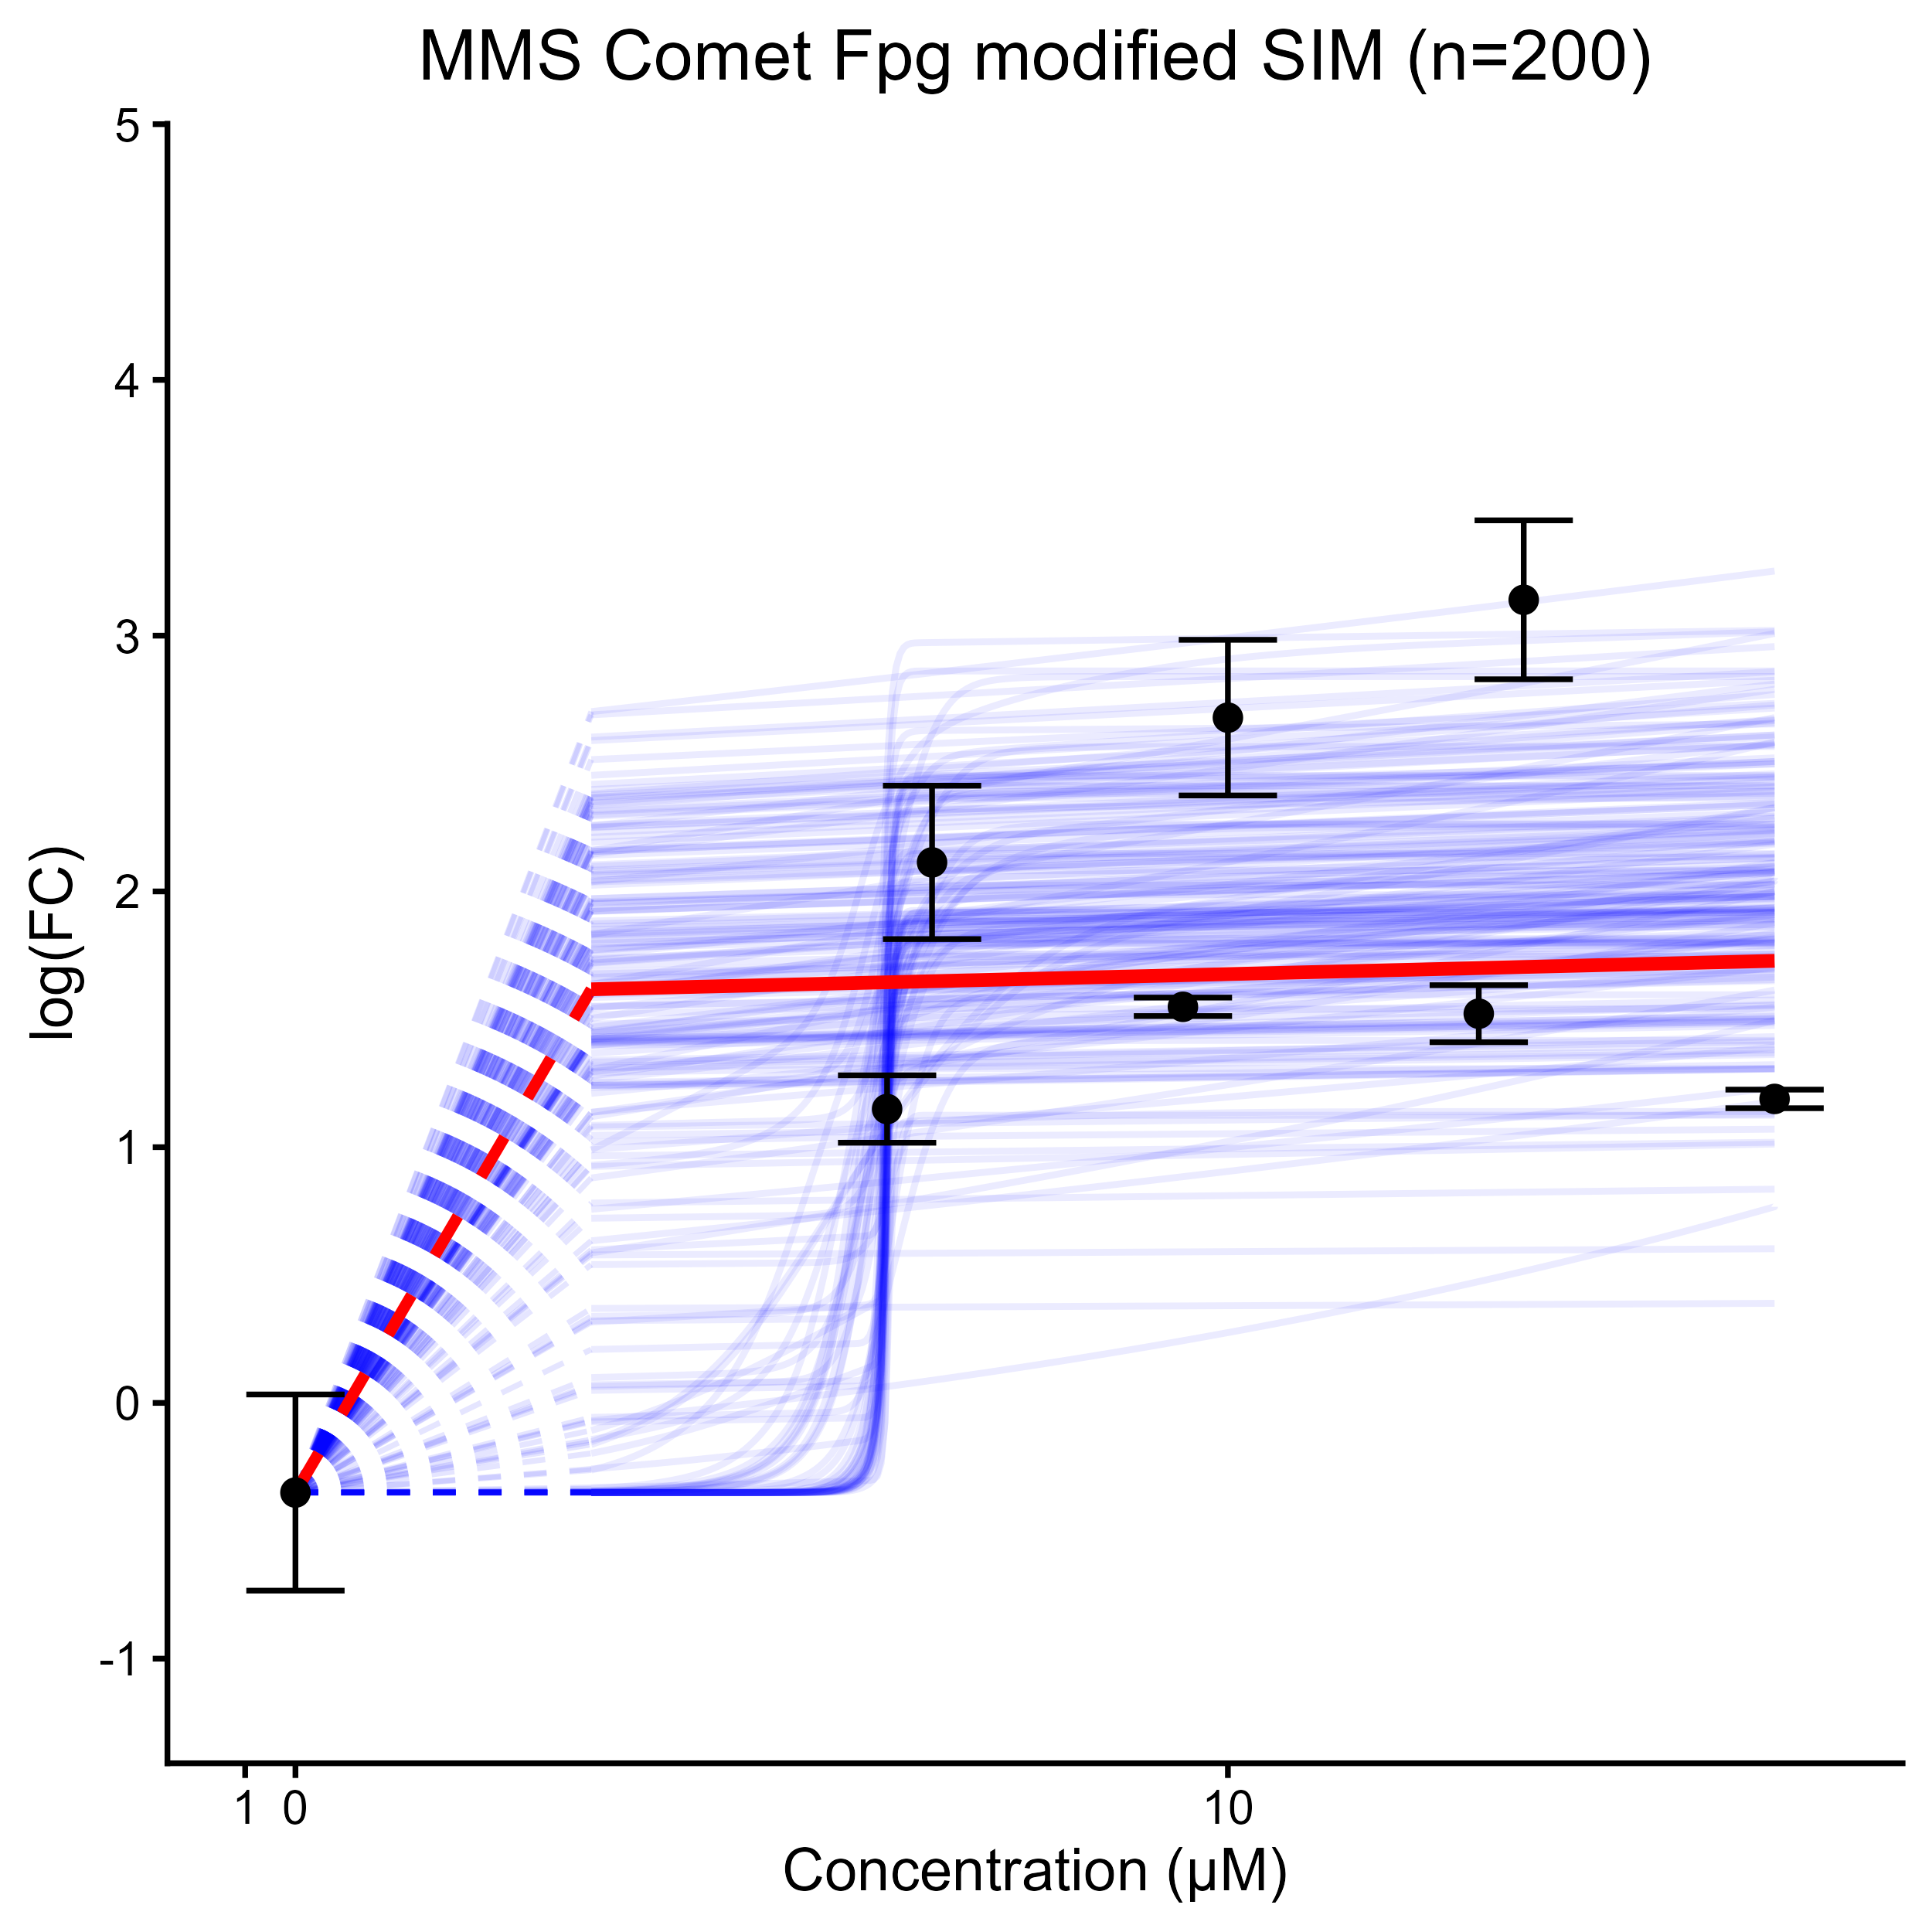 MMS Comet Fpg modified SIM (n=200)
5
4
3
2
1
0
-1
log(FC)
1 0 10
Concentration (µM)